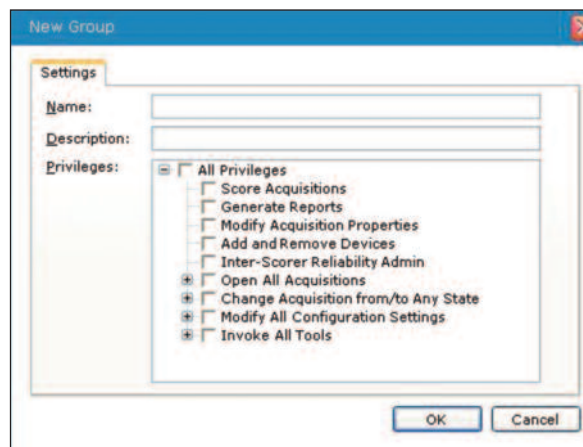 New Group
Settings
Name:
Description:
Privileges:
All Privileges
Score Acquisitions
Generate Reports
Modify Acquisition Properties
Add and Remove Devices
Inter-Scorer Reliability Admin
Open All Acquisitions
Change Acquisition from/to Any State
Modify All Configuration Settings
Invoke All Tools
OK
Cancel